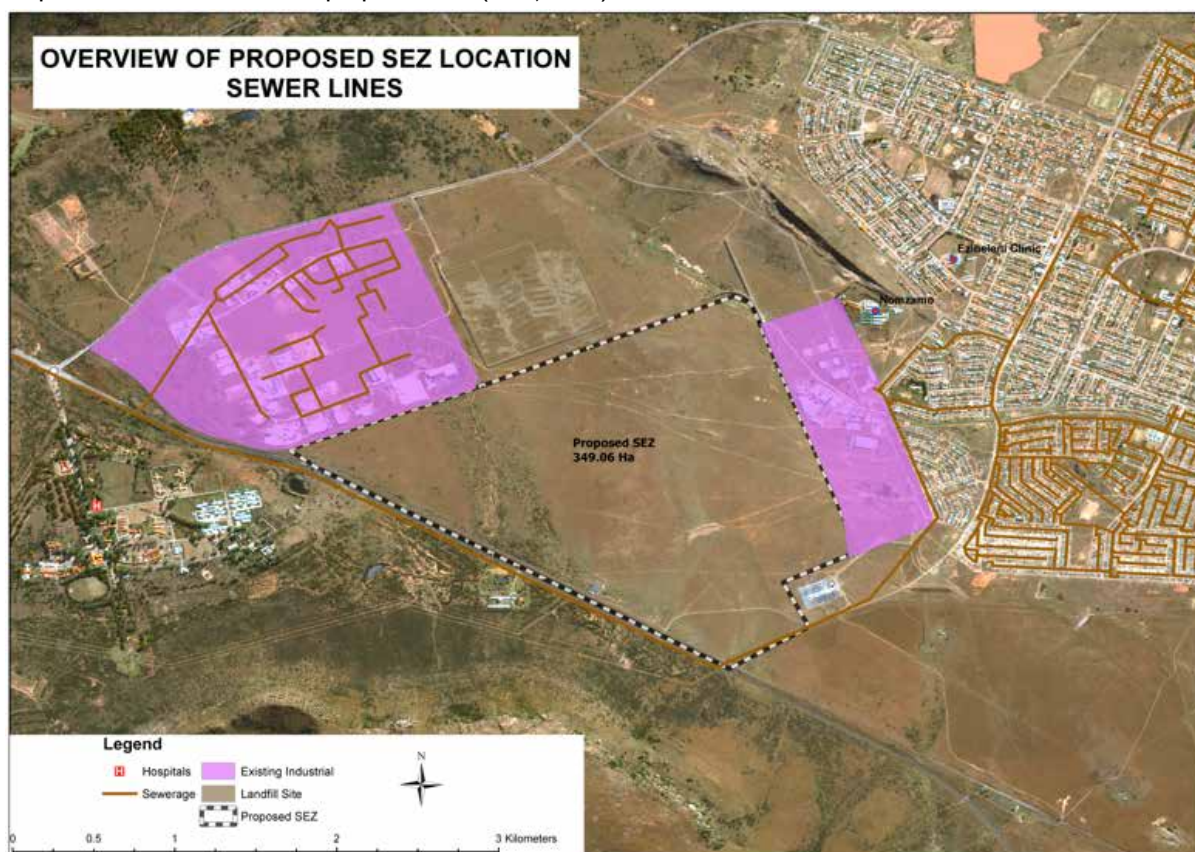 OVERVIEW OF PROPOSED SEZ LOCATION
SEWER LINES
Ezibeleni Clinic
Nomzamo
Proposed SEZ
349.06 Ha
H
H
Legend
H Hospitals
Existing Industrial
Sewerage
Landfill Site
Proposed SEZ
N
0 0.5 1 2 3 Kilometers